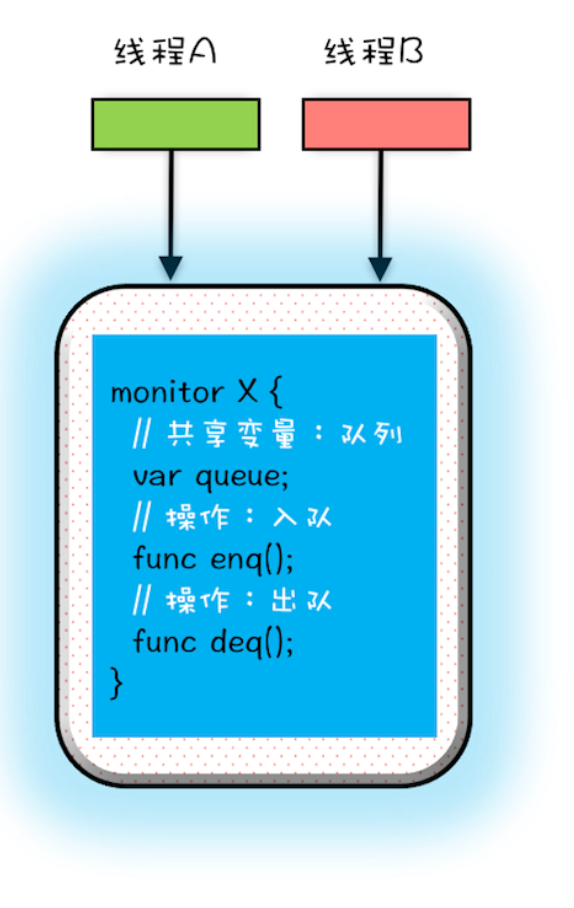 线程A
线程B
monitor X {
// 共享变量：队列
var queue;
// 操作：入队
func enq();
// 操作：出队
func deq();
}